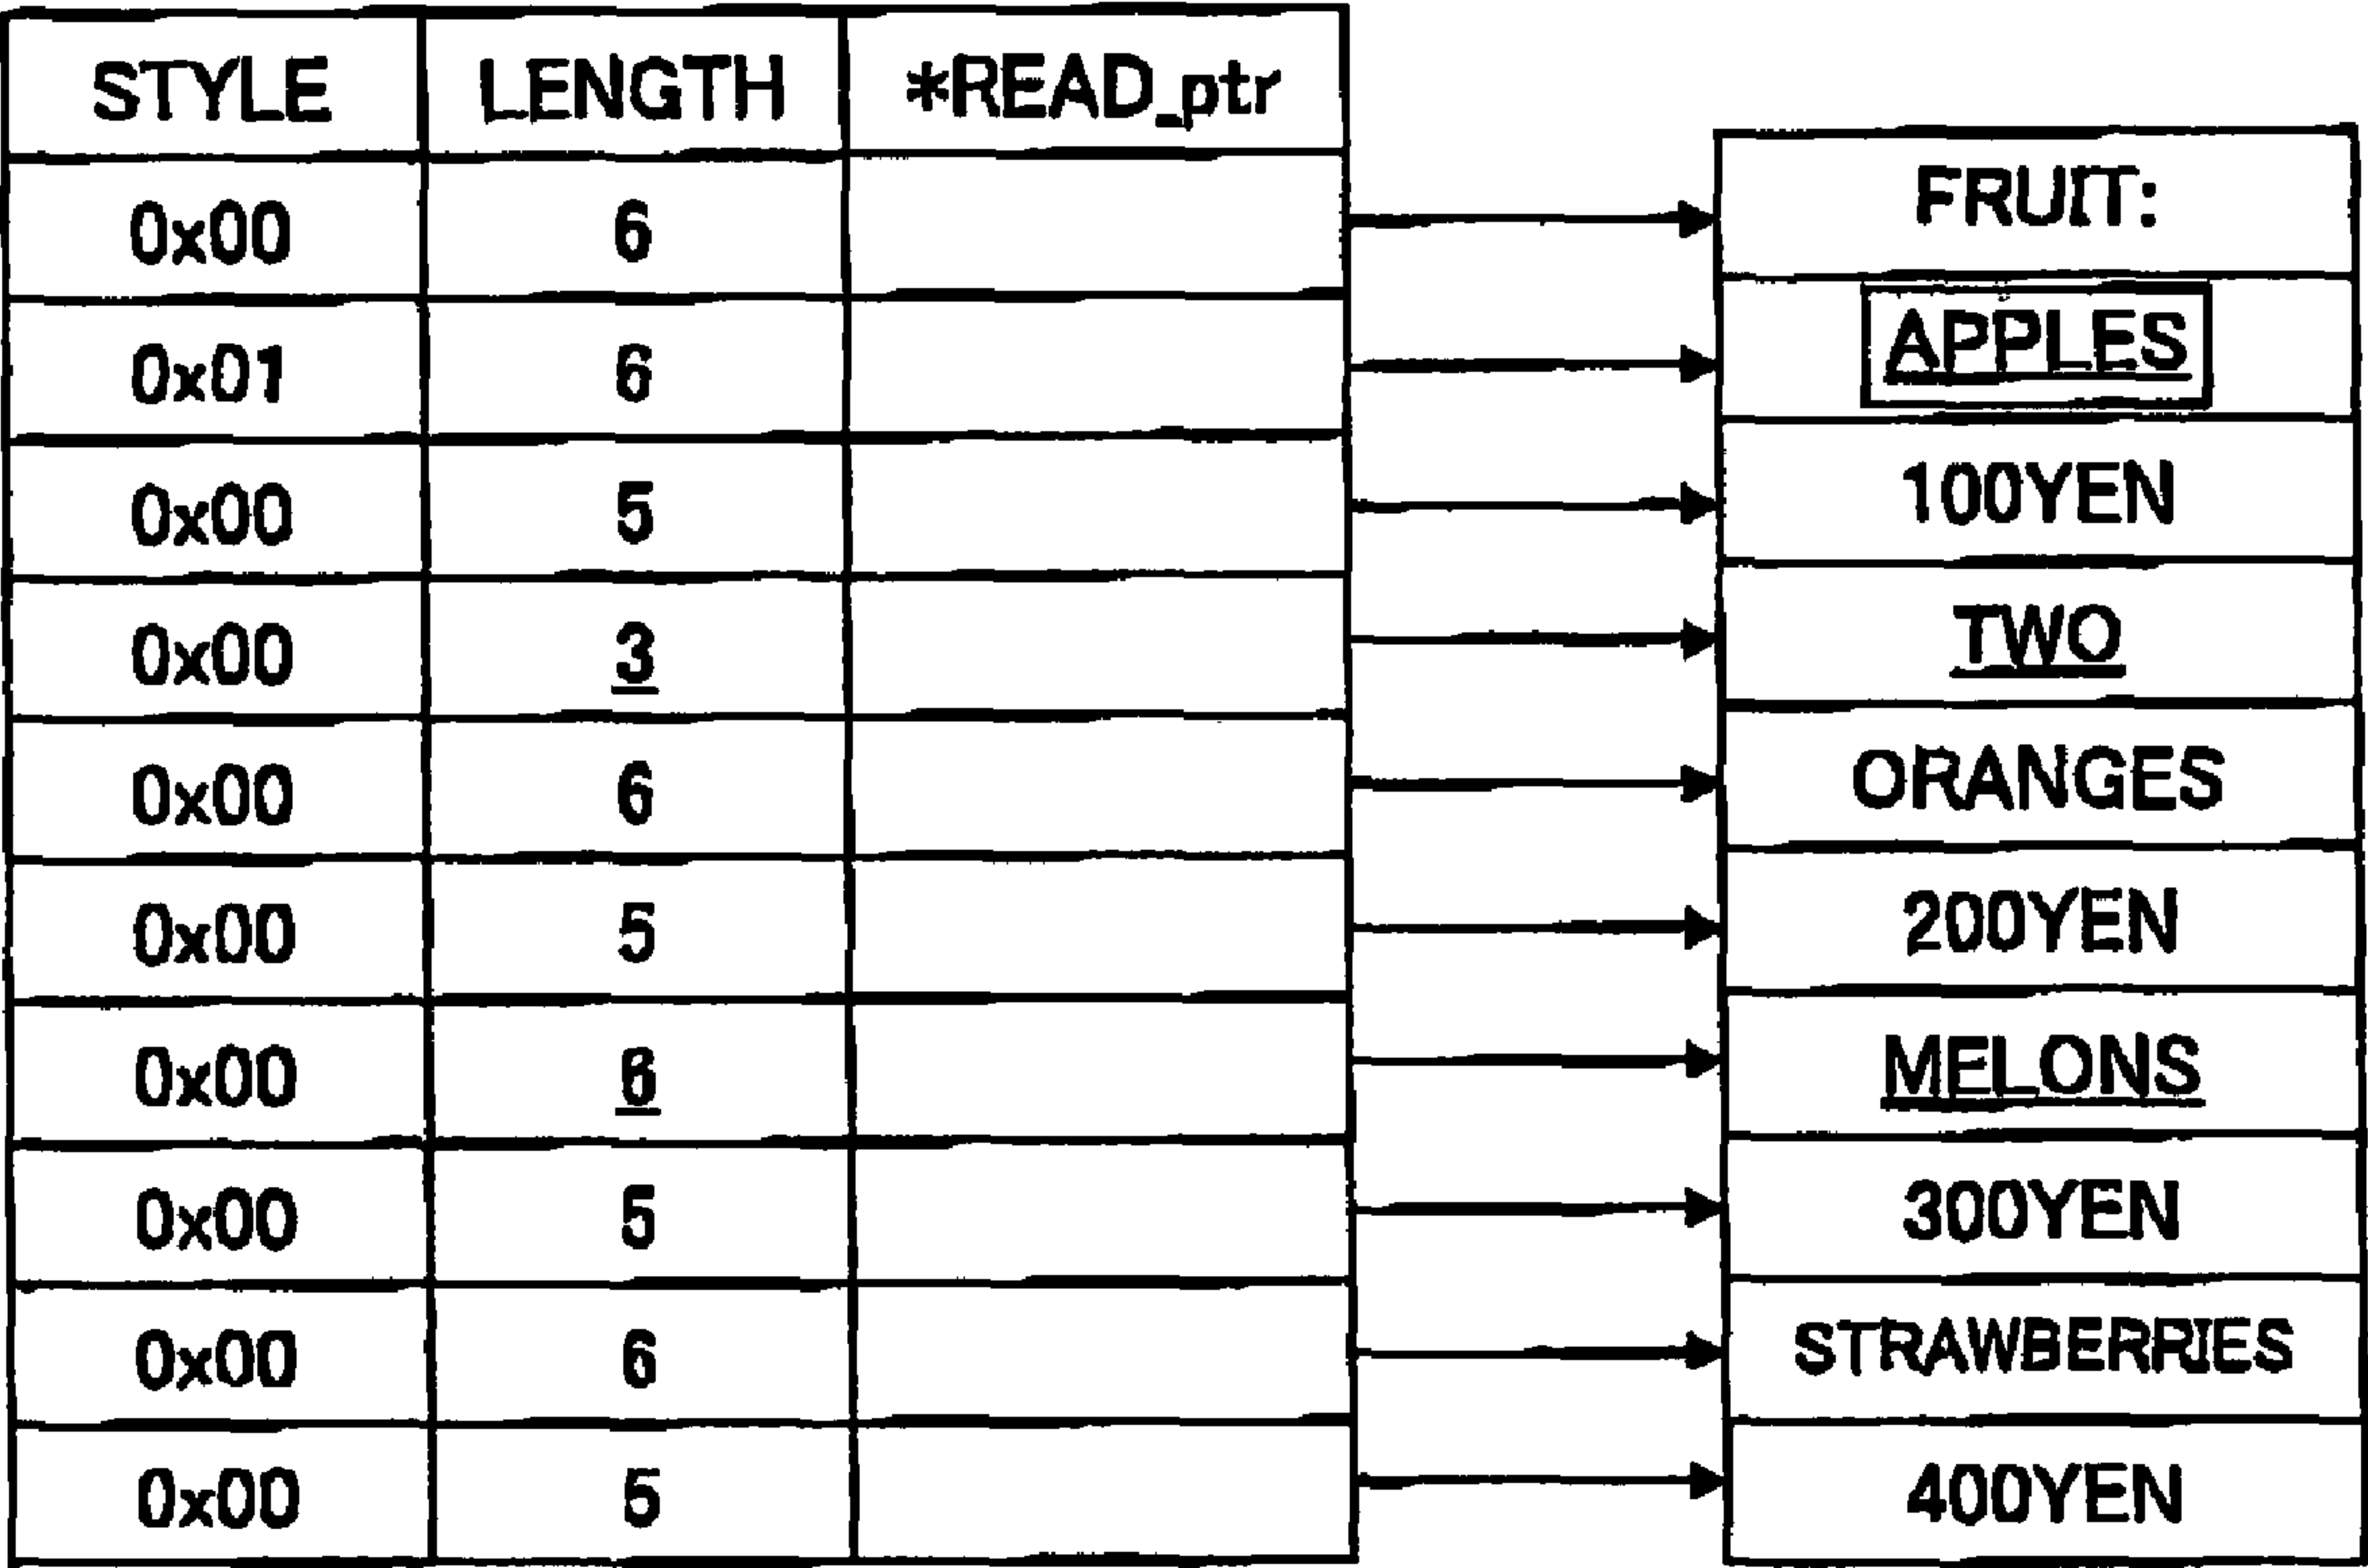 STYLE LENGTH *READ_ptr
0x00 6 FRUIT:
0x01 6 APPLES
0x00 5 100YEN
0x00 3 TWO
0x00 6 ORANGES
0x00 5 200YEN
0x00 6 MELONS
0x00 5 300YEN
0x00 6 STRAWBERRIES
0x00 5 400YEN